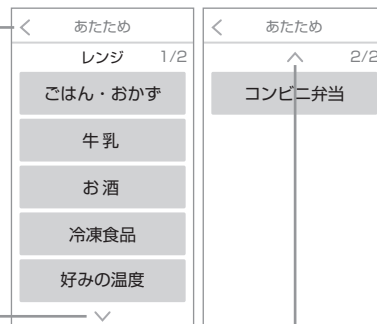 あたため
レンジ 1/2
ごはん・おかず
牛乳
お酒
冷凍食品
好みの温度
あたため
2/2
コンビニ弁当